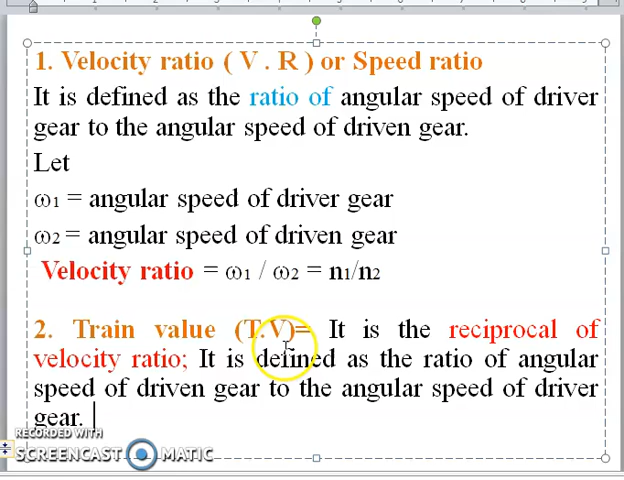 1. Velocity ratio ( V . R ) or Speed ratio
It is defined as the ratio of angular speed of driver
gear to the angular speed of driven gear.
Let
ω1 = angular speed of driver gear
ω2 = angular speed of driven gear
Velocity ratio = ω1 / ω2 = n1/n2
2. Train value (T.V)= It is the reciprocal of
velocity ratio; It is defined as the ratio of angular
speed of driven gear to the angular speed of driver
gear.
RECORDED WITH
SCREENCAST MATIC